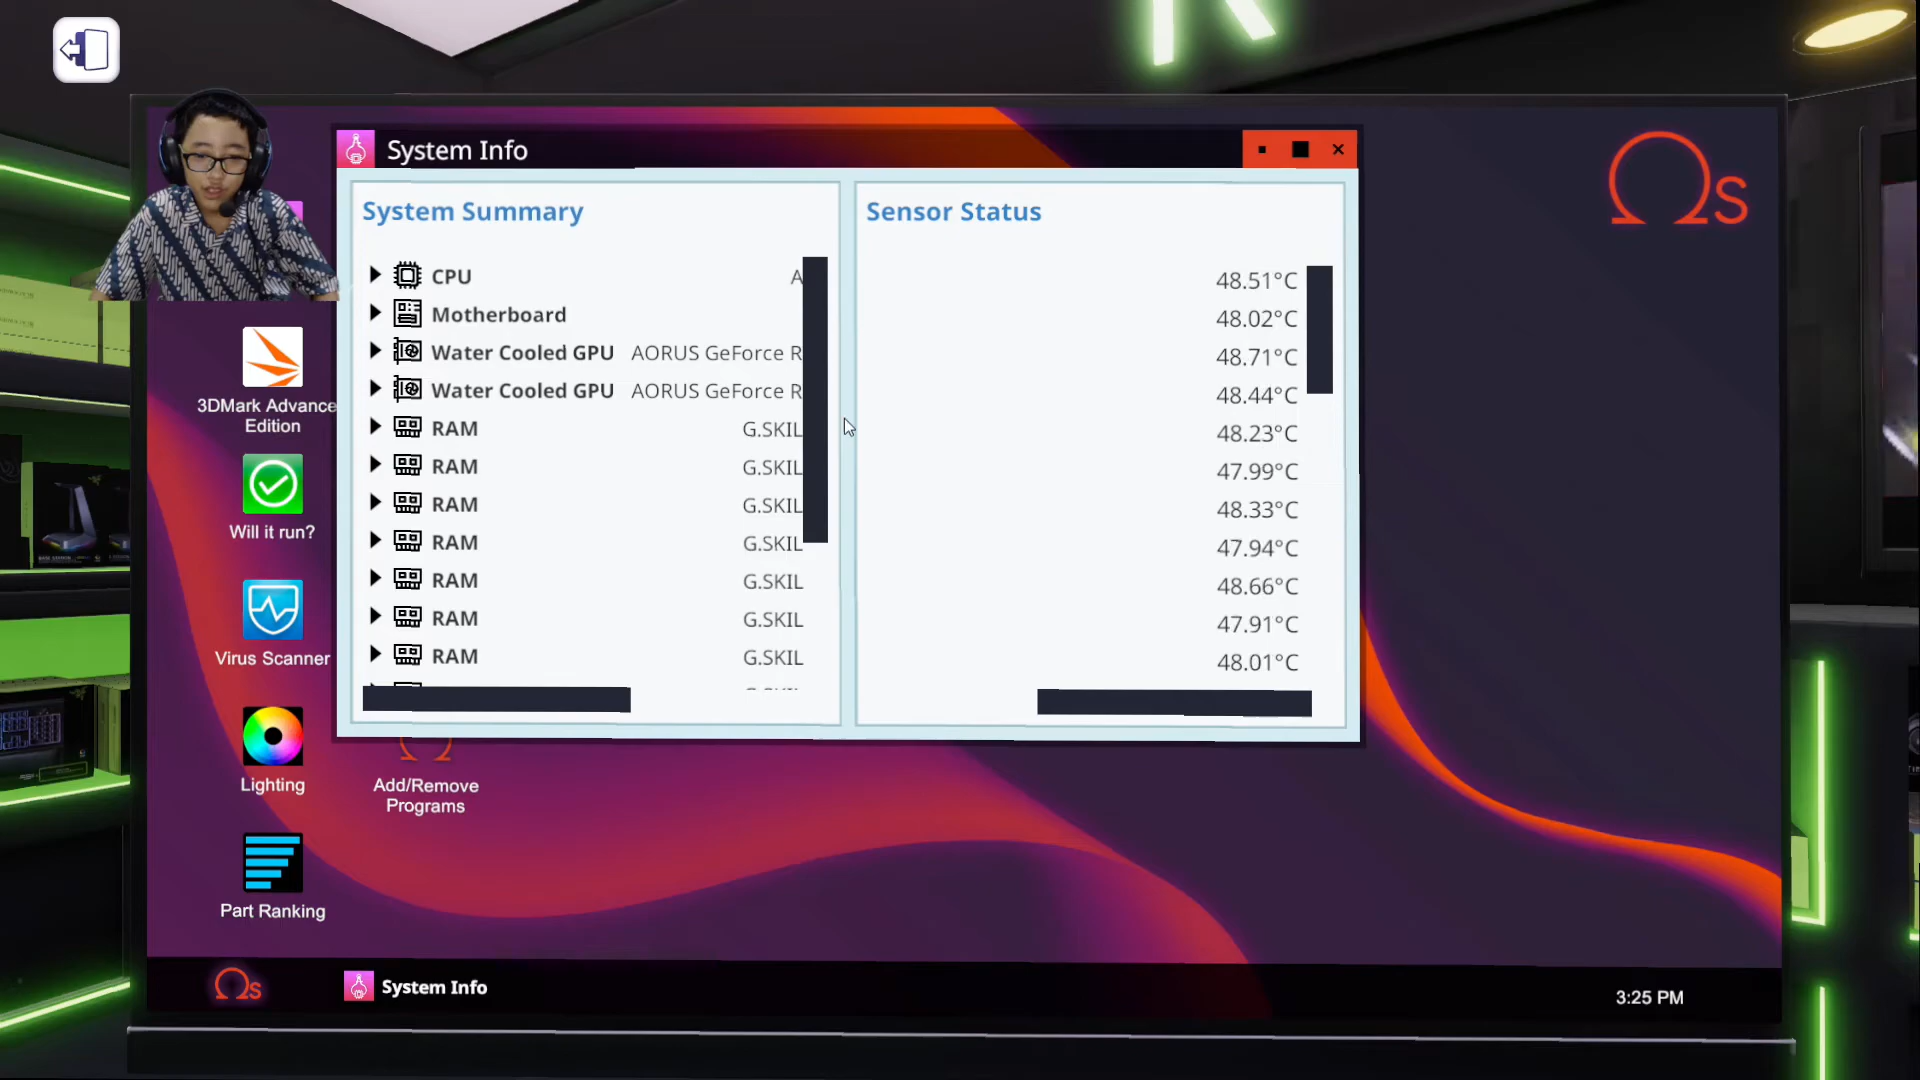 System Info
System Summary
CPU A
Motherboard
Water Cooled GPU AORUS GeForce R
Water Cooled GPU AORUS GeForce R
RAM G.SKIL
RAM G.SKIL
RAM G.SKIL
RAM G.SKIL
RAM G.SKIL
RAM G.SKIL
RAM G.SKIL
Sensor Status
48.51°C
48.02°C
48.71°C
48.44°C
48.23°C
47.99°C
48.33°C
47.94°C
48.66°C
47.91°C
48.01°C
Ωs
3DMark Advance
Edition
Will it run?
Virus Scanner
Lighting
Add/Remove
Programs
Part Ranking
Ωs
System Info
3:25 PM